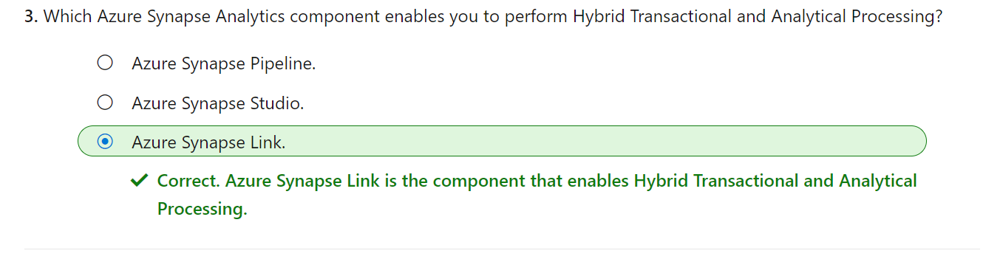 3. Which Azure Synapse Analytics component enables you to perform Hybrid Transactional and Analytical Processing?
Azure Synapse Pipeline.
Azure Synapse Studio.
Azure Synapse Link.
Correct. Azure Synapse Link is the component that enables Hybrid Transactional and Analytical
Processing.